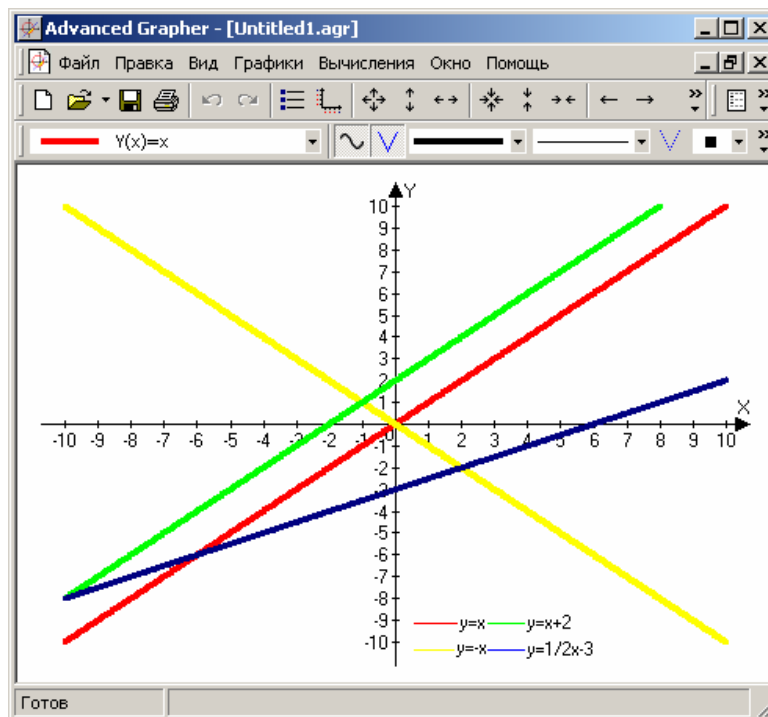 Advanced Grapher - [Untitled1.agr]
Файл Правка Вид Графики Вычисления Окно Помощь
Y(x)=x
Y
10
9
8
7
6
5
4
3
2
1
X
-10 -9 -8 -7 -6 -5 -4 -3 -2 -1 0 1 2 3 4 5 6 7 8 9 10
-1
-2
-3
-4
-5
-6
-7
-8
-9
-10
y=x y=x+2
y=-x y=1/2x-3
Готов